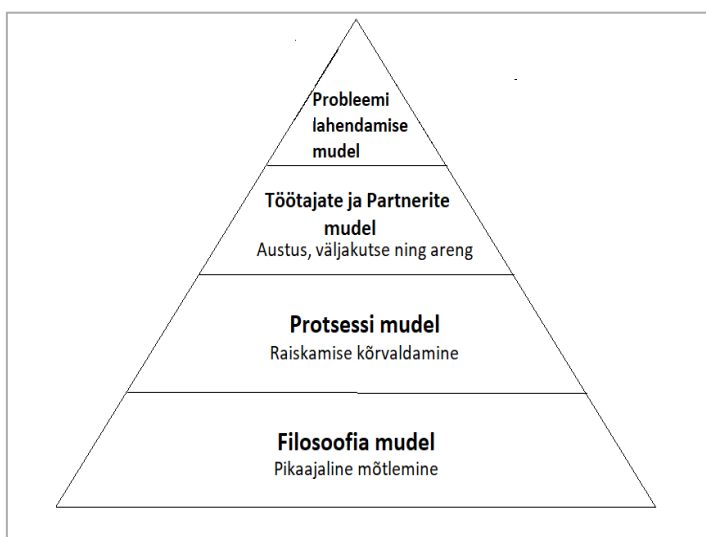 Probleemi
lahendamise
mudel
Töötajate ja Partnerite
mudel
Austus, väljakutse ning areng
Protsessi mudel
Raiskamise kõrvaldamine
Filosoofia mudel
Pikaajaline mõtlemine